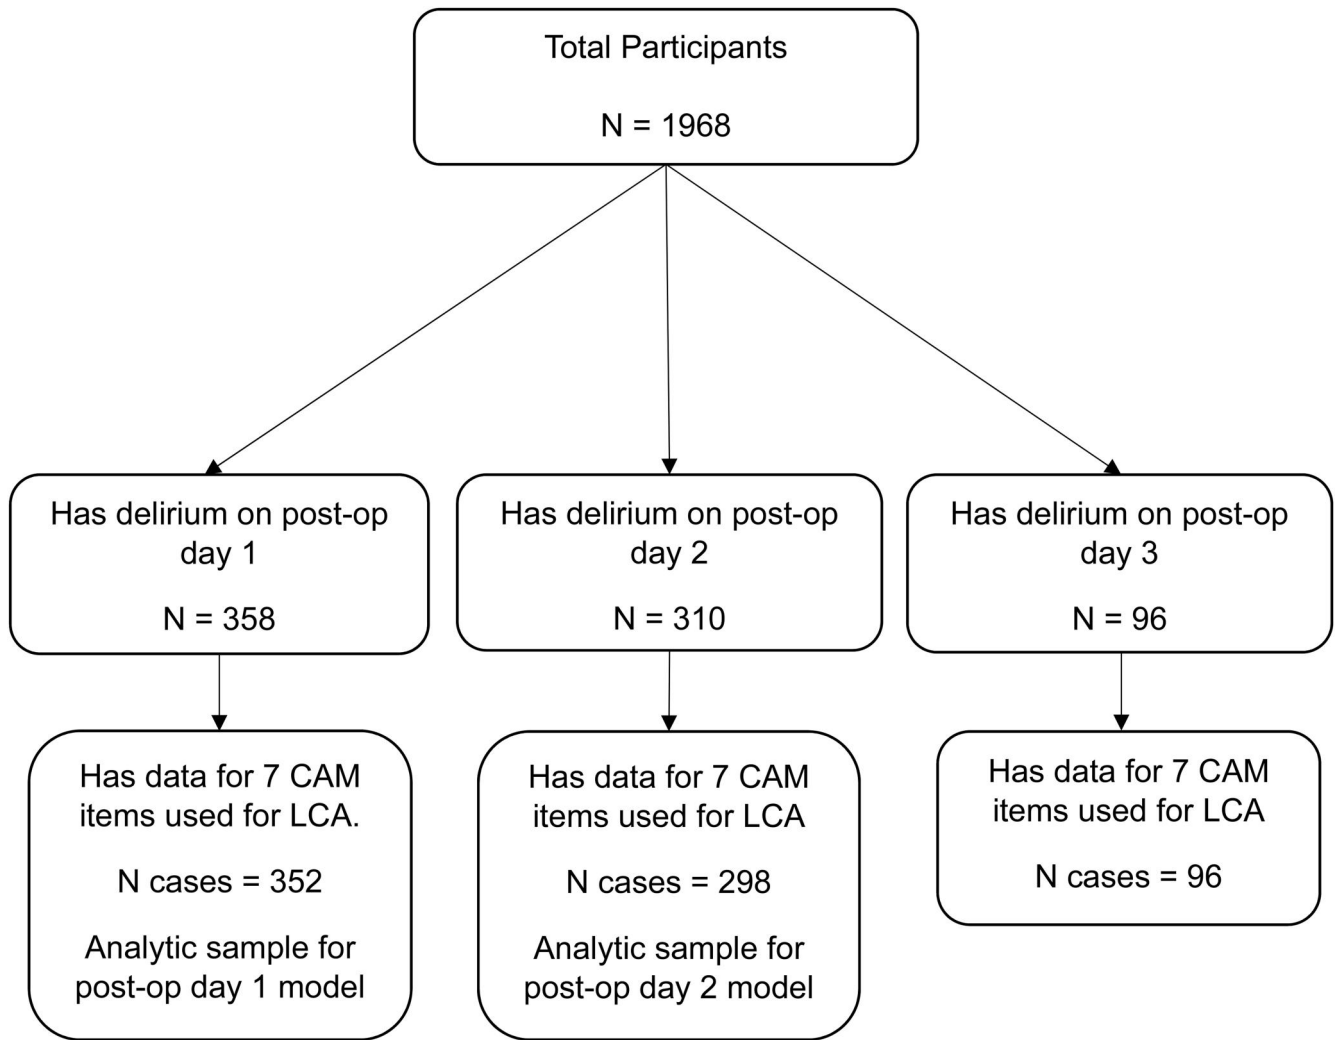 Total Participants
N = 1968
Has delirium on post-op
day 1
N = 358
Has delirium on post-op
day 2
N = 310
Has delirium on post-op
day 3
N = 96
Has data for 7 CAM
items used for LCA.
N cases = 352
Analytic sample for
post-op day 1 model
Has data for 7 CAM
items used for LCA
N cases = 298
Analytic sample for
post-op day 2 model
Has data for 7 CAM
items used for LCA
N cases = 96